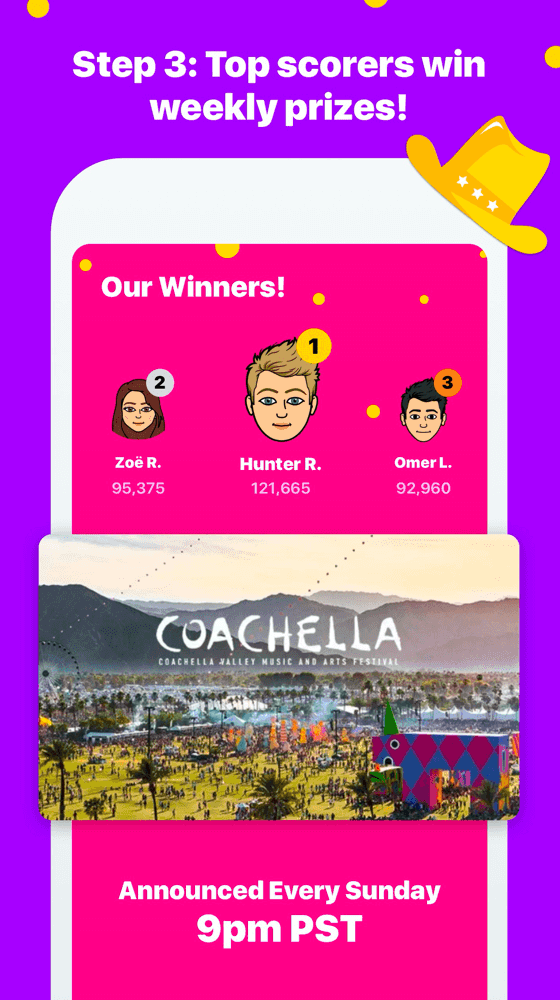 Step 3: Top scorers win
weekly prizes!
Our Winners!
1
2
3
Zoë R.
Hunter R.
Omer L.
95,375
121,665
92,960
COACHELLA
COACHELLA VALLEY MUSIC AND ARTS FESTIVAL
Announced Every Sunday
9pm PST